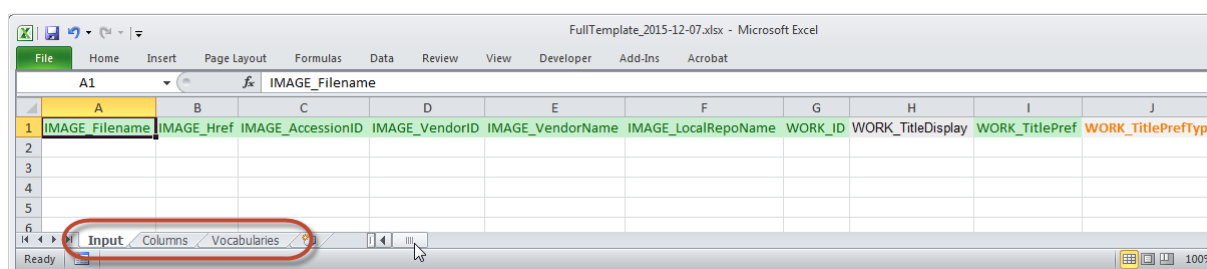 FullTemplate_2015-12-07.xlsx - Microsoft Excel
File Home Insert Page Layout Formulas Data Review View Developer Add-Ins Acrobat
A1 fx IMAGE_Filename
A B C D E F G H I J
1 IMAGE_Filename IMAGE_Href IMAGE_AccessionID IMAGE_VendorID IMAGE_VendorName IMAGE_LocalRepoName WORK_ID WORK_TitleDisplay WORK_TitlePref WORK_TitlePrefTyp
2
3
4
5
6
Input Columns Vocabularies
Ready 100%